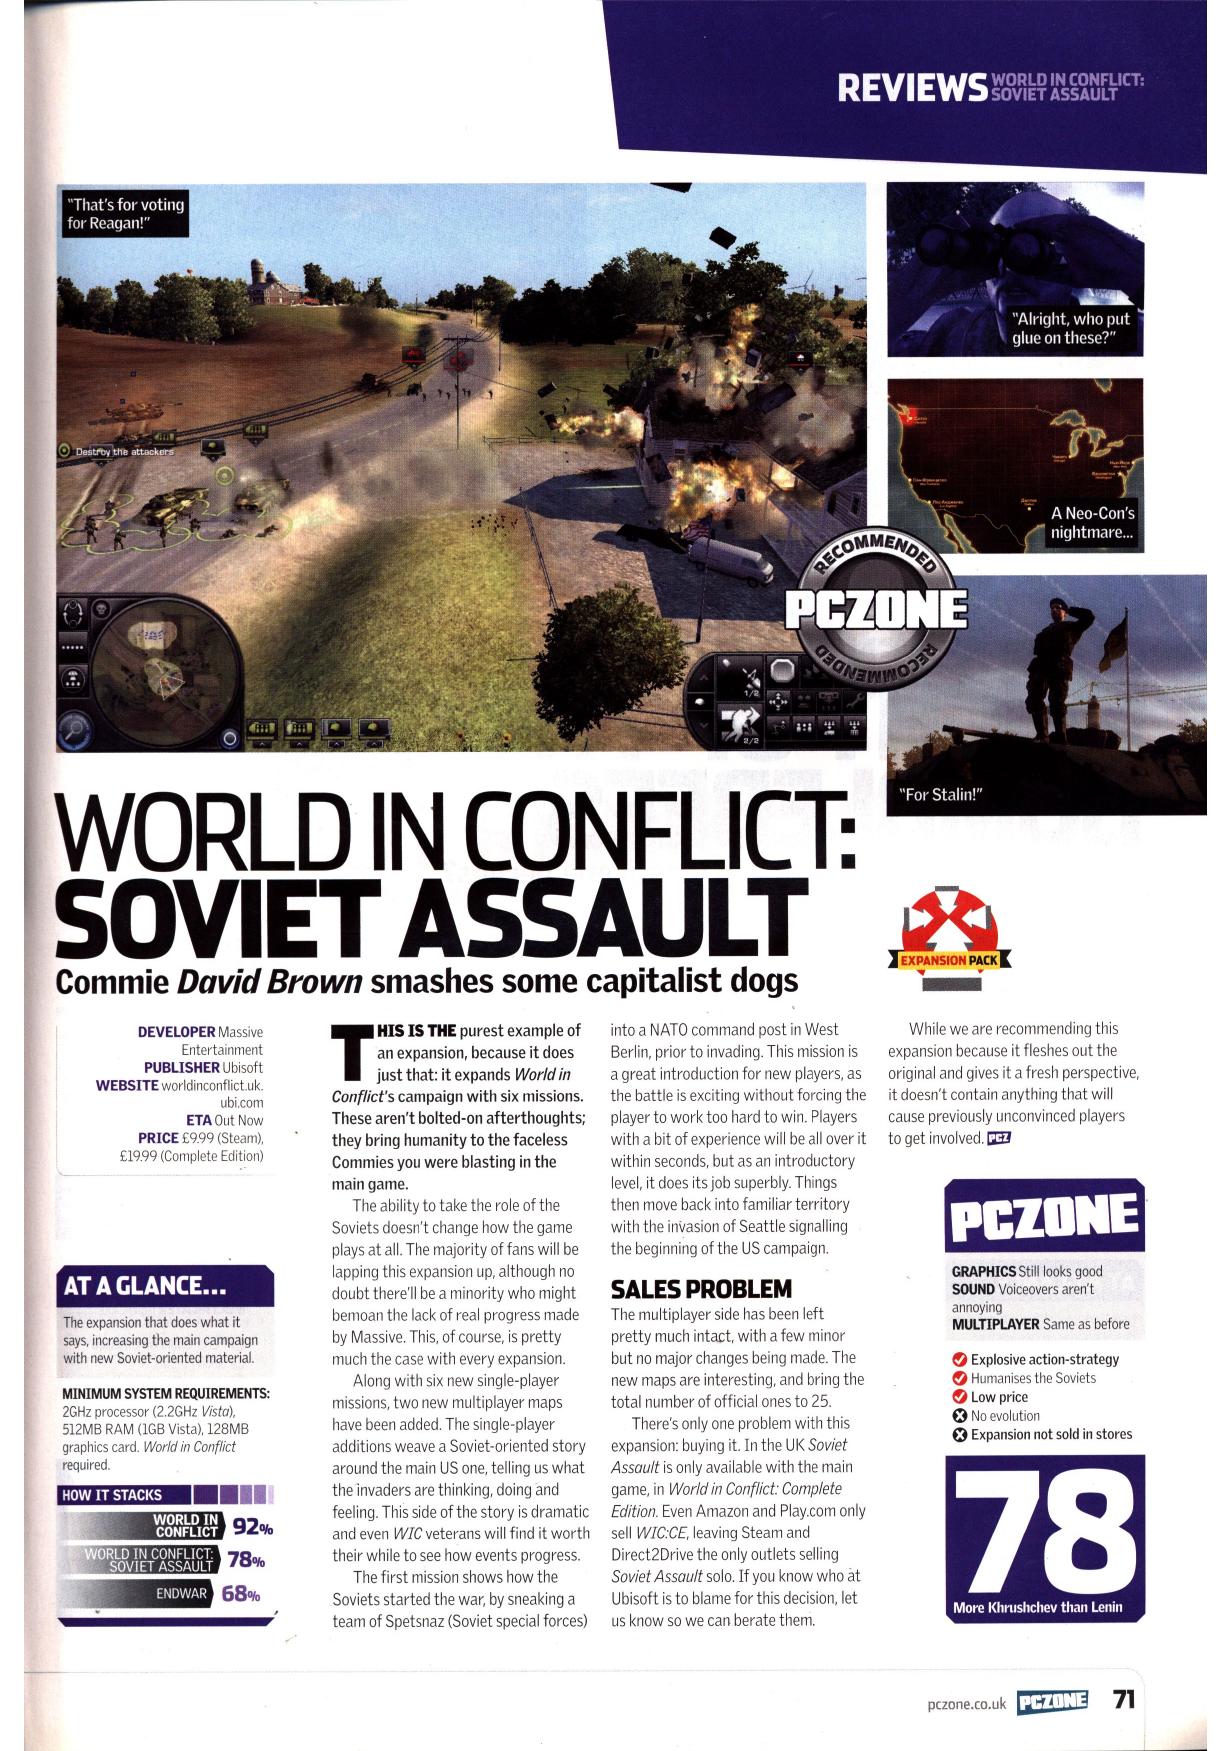 REVIEWS WORLD IN CONFLICT:
SOVIET ASSAULT
"That's for voting
for Reagan!"
Destroy the attackers
1/2
2/2
"Alright, who put
glue on these?"
A Neo-Con's
nightmare...
RECOMMENDED
PCZONE
RECOMMENDED
"For Stalin!"
WORLD IN CONFLICT:
SOVIET ASSAULT
Commie David Brown smashes some capitalist dogs
EXPANSION PACK
DEVELOPER Massive
Entertainment
PUBLISHER Ubisoft
WEBSITE worldinconflict.uk.
ubi.com
ETA Out Now
PRICE £9.99 (Steam),
£19.99 (Complete Edition)
AT A GLANCE...
The expansion that does what it
says, increasing the main campaign
with new Soviet-oriented material.
MINIMUM SYSTEM REQUIREMENTS:
2GHz processor (2.2GHz Vista),
512MB RAM (1GB Vista), 128MB
graphics card. World in Conflict
required.
HOW IT STACKS
WORLD IN
CONFLICT 92%
WORLD IN CONFLICT:
SOVIET ASSAULT 78%
ENDWAR 68%
THIS IS THE purest example of
an expansion, because it does
just that: it expands World in
Conflict's campaign with six missions.
These aren't bolted-on afterthoughts;
they bring humanity to the faceless
Commies you were blasting in the
main game.
The ability to take the role of the
Soviets doesn't change how the game
plays at all. The majority of fans will be
lapping this expansion up, although no
doubt there'll be a minority who might
bemoan the lack of real progress made
by Massive. This, of course, is pretty
much the case with every expansion.
Along with six new single-player
missions, two new multiplayer maps
have been added. The single-player
additions weave a Soviet-oriented story
around the main US one, telling us what
the invaders are thinking, doing and
feeling. This side of the story is dramatic
and even WIC veterans will find it worth
their while to see how events progress.
The first mission shows how the
Soviets started the war, by sneaking a
team of Spetsnaz (Soviet special forces)
into a NATO command post in West
Berlin, prior to invading. This mission is
a great introduction for new players, as
the battle is exciting without forcing the
player to work too hard to win. Players
with a bit of experience will be all over it
within seconds, but as an introductory
level, it does its job superbly. Things
then move back into familiar territory
with the invasion of Seattle signalling
the beginning of the US campaign.
SALES PROBLEM
The multiplayer side has been left
pretty much intact, with a few minor
but no major changes being made. The
new maps are interesting, and bring the
total number of official ones to 25.
There's only one problem with this
expansion: buying it. In the UK Soviet
Assault is only available with the main
game, in World in Conflict: Complete
Edition. Even Amazon and Play.com only
sell WIC:CE, leaving Steam and
Direct2Drive the only outlets selling
Soviet Assault solo. If you know who at
Ubisoft is to blame for this decision, let
us know so we can berate them.
While we are recommending this
expansion because it fleshes out the
original and gives it a fresh perspective,
it doesn't contain anything that will
cause previously unconvinced players
to get involved. PCZ
PCZONE
GRAPHICS Still looks good
SOUND Voiceovers aren't
annoying
MULTIPLAYER Same as before
Explosive action-strategy
Humanises the Soviets
Low price
No evolution
Expansion not sold in stores
78
More Khrushchev than Lenin
pczone.co.uk PCZONE 71